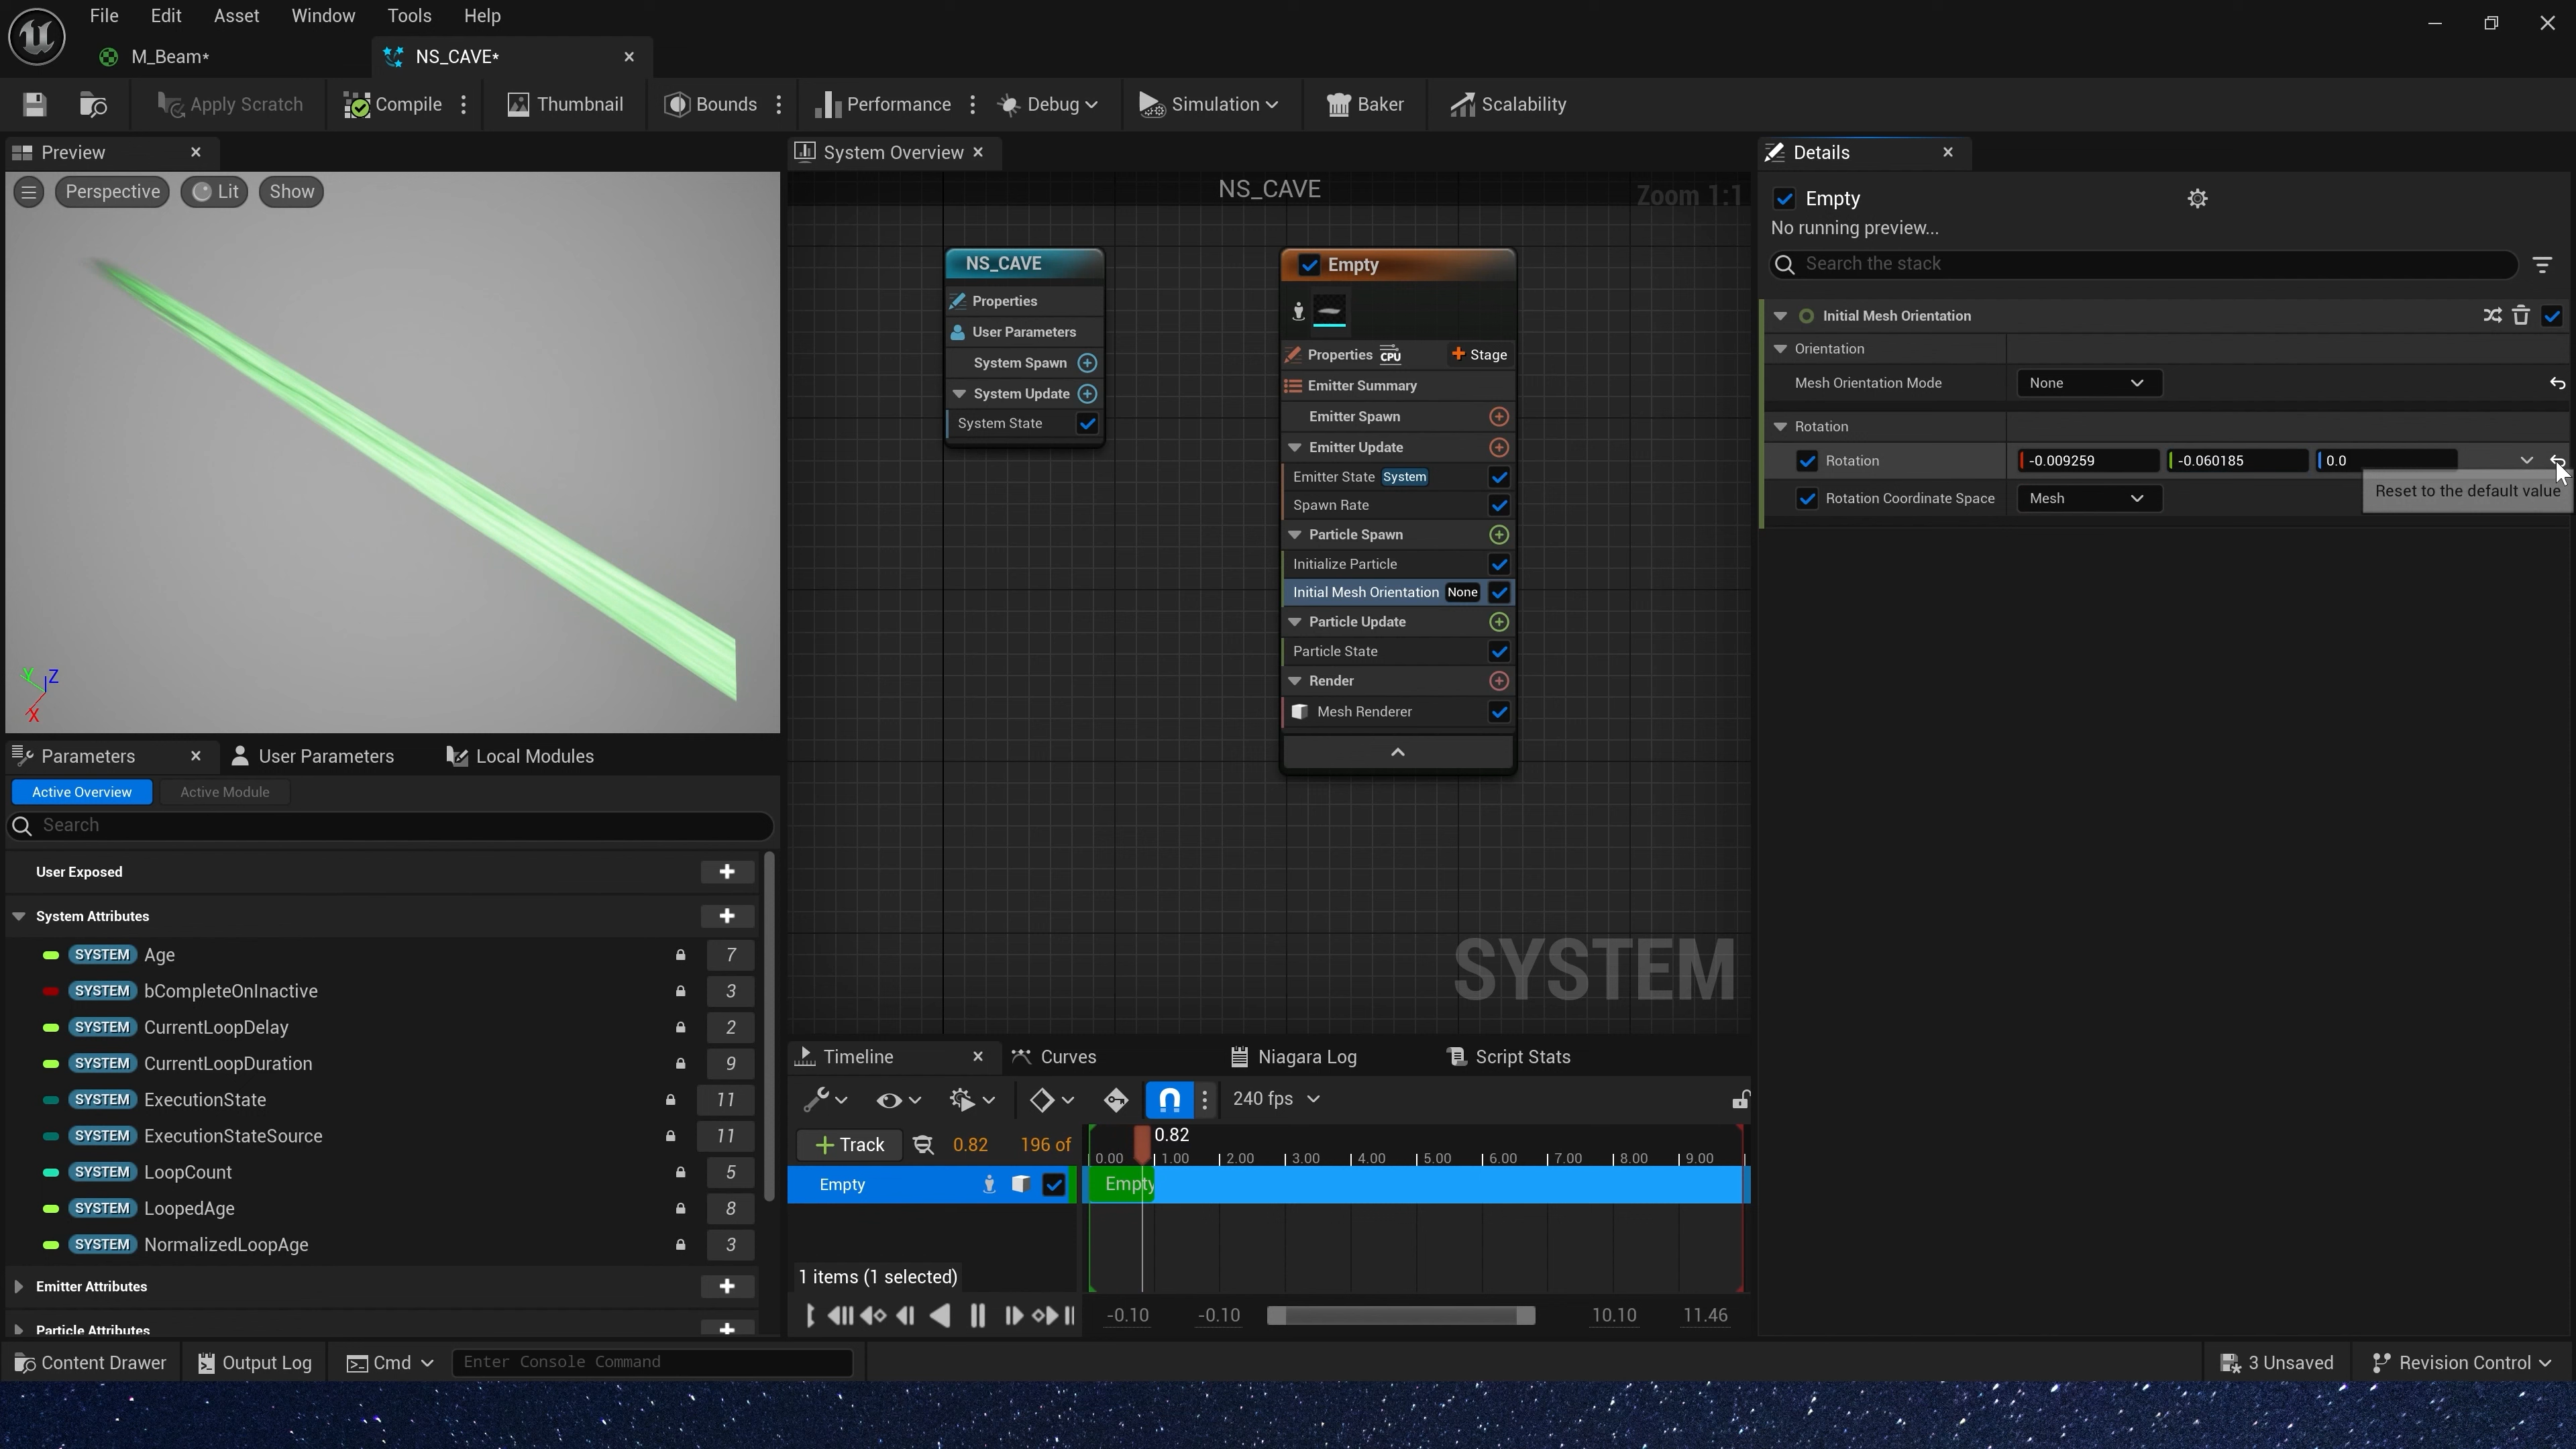 File Edit Asset Window Tools Help
M_Beam* NS_CAVE*
Apply Scratch Compile Thumbnail Bounds Performance Debug Simulation Baker Scalability
Preview System Overview Details
Perspective Lit Show
NS_CAVE
Zoom 1:1
Empty
No running preview...
Search the stack
NS_CAVE
Properties
User Parameters
System Spawn
System Update
System State
Empty
Properties CPU Stage
Emitter Summary
Emitter Spawn
Emitter Update
Emitter State System
Spawn Rate
Particle Spawn
Initialize Particle
Initial Mesh Orientation None
Particle Update
Particle State
Render
Mesh Renderer
SYSTEM
Initial Mesh Orientation
Orientation
Mesh Orientation Mode None
Rotation
Rotation -0.009259 -0.060185 0.0
Rotation Coordinate Space Mesh
Reset to the default value
Y Z
X
Parameters User Parameters Local Modules
Active Overview Active Module
Search
User Exposed
System Attributes
SYSTEM Age 7
SYSTEM bCompleteOnInactive 3
SYSTEM CurrentLoopDelay 2
SYSTEM CurrentLoopDuration 9
SYSTEM ExecutionState 11
SYSTEM ExecutionStateSource 11
SYSTEM LoopCount 5
SYSTEM LoopedAge 8
SYSTEM NormalizedLoopAge 3
Emitter Attributes
Particle Attributes
Timeline Curves Niagara Log Script Stats
240 fps
Track 0.82 196 of
0.82
0.00 1.00 2.00 3.00 4.00 5.00 6.00 7.00 8.00 9.00
Empty Empty
1 items (1 selected)
-0.10 -0.10 10.10 11.46
Content Drawer Output Log Cmd Enter Console Command 3 Unsaved Revision Control